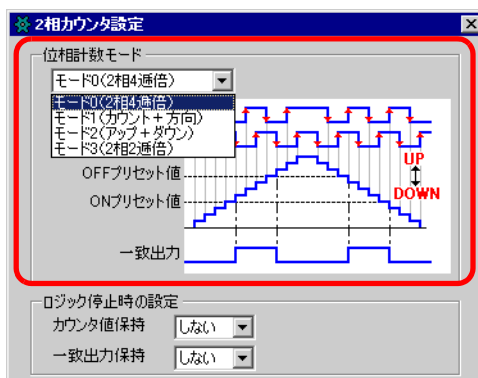 2相カウンタ設定
位相計数モード
モード0(2相4逓倍)
モード0(2相4逓倍)
モード1(カウント+方向)
モード2(アップ+ダウン)
モード3(2相2逓倍)
UP
DOWN
OFFプリセット値
ONプリセット値
一致出力
ロジック停止時の設定
カウンタ値保持 しない
一致出力保持 しない